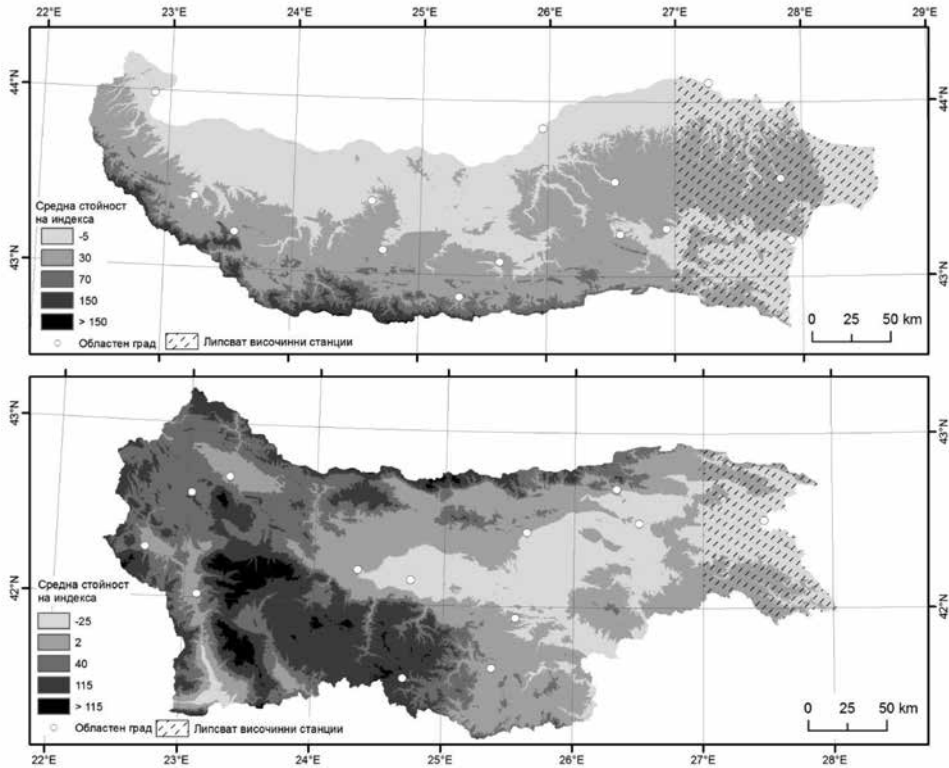 22°E 23°E 24°E 25°E 26°E 27°E 28°E 29°E
44°N 44°N
43°N 43°N
Средна стойност
на индекса
-5
30
70
150
> 150
Областен град Липсват височинни станции
0 25 50 km
43°N 43°N
42°N 42°N
Средна стойност
на индекса
-25
2
40
115
> 115
Областен град Липсват височинни станции
0 25 50 km
22°E 23°E 24°E 25°E 26°E 27°E 28°E